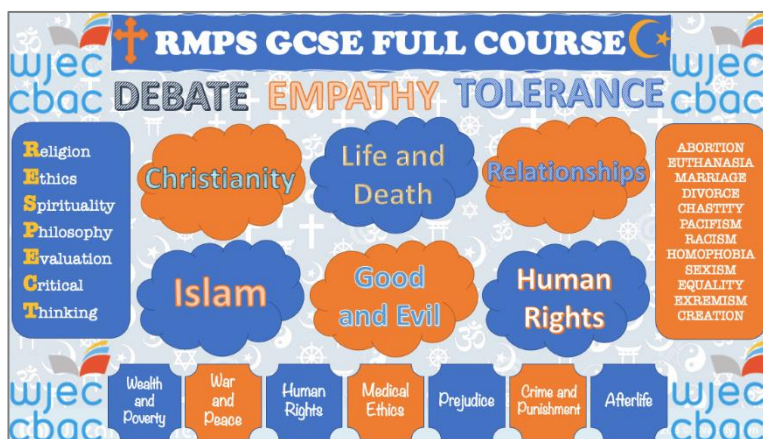 RMPS GCSE FULL COURSE
wjec
cbac
wjec
cbac
DEBATE EMPATHY TOLERANCE
Religion
Ethics
Spirituality
Philosophy
Evaluation
Critical
Thinking
Christianity
Life and
Death
Relationships
Islam
Good
and Evil
Human
Rights
ABORTION
EUTHANASIA
MARRIAGE
DIVORCE
CHASTITY
PACIFISM
RACISM
HOMOPHOBIA
SEXISM
EQUALITY
EXREMISM
CREATION
wjec
cbac
Wealth
and
Poverty
War
and
Peace
Human
Rights
Medical
Ethics
Prejudice
Crime and
Punishment
Afterlife
wjec
cbac